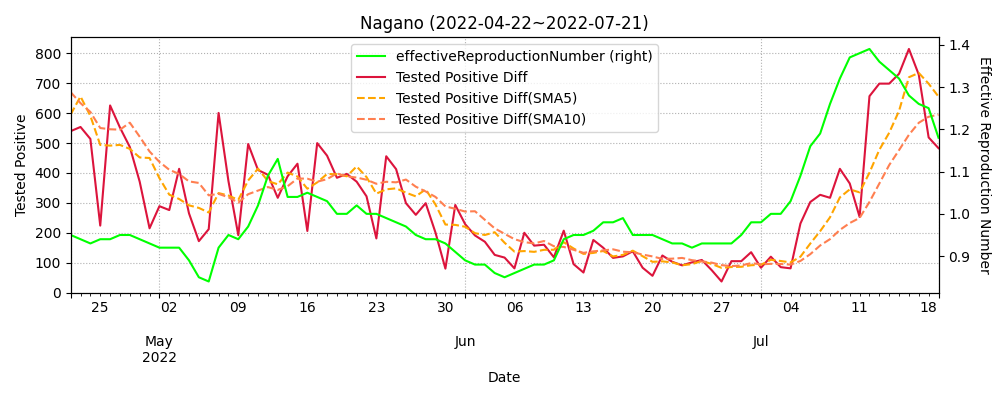 Nagano (2022-04-22~2022-07-21)
effectiveReproductionNumber (right)
Tested Positive Diff
Tested Positive Diff(SMA5)
Tested Positive Diff(SMA10)
Tested Positive
800
700
600
500
400
300
200
100
0
Effective Reproduction Number
1.4
1.3
1.2
1.1
1.0
0.9
25 02 09 16 23 30 06 13 20 27 04 11 18
May Jun Jul
2022
Date